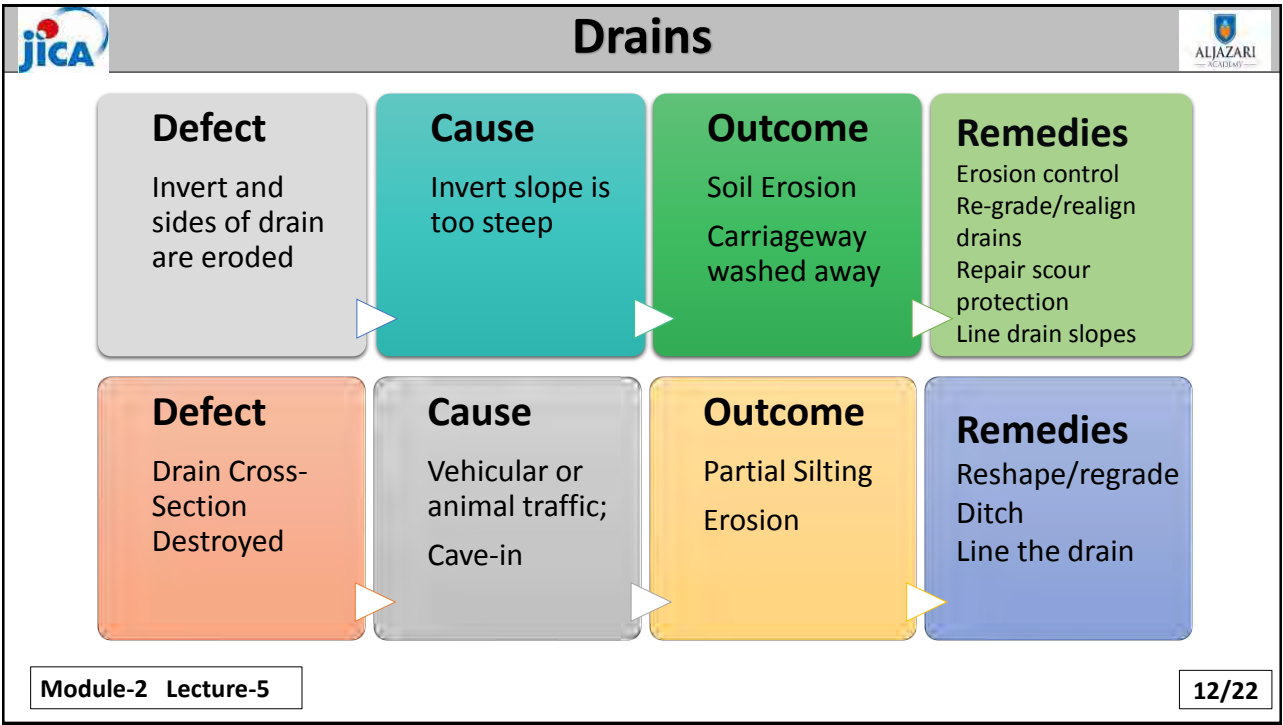 jICA
Drains
ALJAZARI
ACADEMY
Defect
Invert and
sides of drain
are eroded
Cause
Invert slope is
too steep
Outcome
Soil Erosion
Carriageway
washed away
Remedies
Erosion control
Re-grade/realign
drains
Repair scour
protection
Line drain slopes
Defect
Drain Cross-
Section
Destroyed
Cause
Vehicular or
animal traffic;
Cave-in
Outcome
Partial Silting
Erosion
Remedies
Reshape/regrade
Ditch
Line the drain
Module-2 Lecture-5
12/22